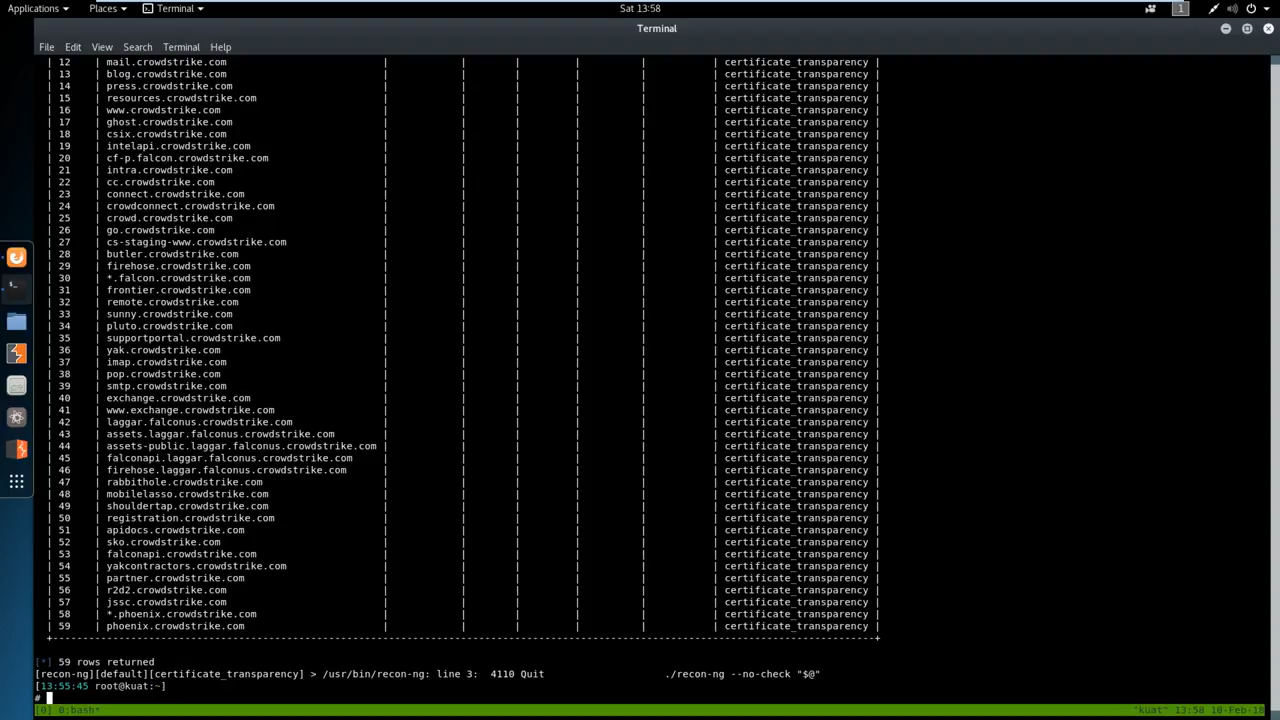 Applications Places Terminal Sat 13:58 1
Terminal
File Edit View Search Terminal Help
| 12 | mail.crowdstrike.com | | | | | | certificate_transparency |
| 13 | blog.crowdstrike.com | | | | | | certificate_transparency |
| 14 | press.crowdstrike.com | | | | | | certificate_transparency |
| 15 | resources.crowdstrike.com | | | | | | certificate_transparency |
| 16 | www.crowdstrike.com | | | | | | certificate_transparency |
| 17 | ghost.crowdstrike.com | | | | | | certificate_transparency |
| 18 | csix.crowdstrike.com | | | | | | certificate_transparency |
| 19 | intelapi.crowdstrike.com | | | | | | certificate_transparency |
| 20 | cf-p.falcon.crowdstrike.com | | | | | | certificate_transparency |
| 21 | intra.crowdstrike.com | | | | | | certificate_transparency |
| 22 | cc.crowdstrike.com | | | | | | certificate_transparency |
| 23 | connect.crowdstrike.com | | | | | | certificate_transparency |
| 24 | crowdconnect.crowdstrike.com | | | | | | certificate_transparency |
| 25 | crowd.crowdstrike.com | | | | | | certificate_transparency |
| 26 | go.crowdstrike.com | | | | | | certificate_transparency |
| 27 | cs-staging-www.crowdstrike.com | | | | | | certificate_transparency |
| 28 | butler.crowdstrike.com | | | | | | certificate_transparency |
| 29 | firehose.crowdstrike.com | | | | | | certificate_transparency |
| 30 | *.falcon.crowdstrike.com | | | | | | certificate_transparency |
| 31 | frontier.crowdstrike.com | | | | | | certificate_transparency |
| 32 | remote.crowdstrike.com | | | | | | certificate_transparency |
| 33 | sunny.crowdstrike.com | | | | | | certificate_transparency |
| 34 | pluto.crowdstrike.com | | | | | | certificate_transparency |
| 35 | supportportal.crowdstrike.com | | | | | | certificate_transparency |
| 36 | yak.crowdstrike.com | | | | | | certificate_transparency |
| 37 | imap.crowdstrike.com | | | | | | certificate_transparency |
| 38 | pop.crowdstrike.com | | | | | | certificate_transparency |
| 39 | smtp.crowdstrike.com | | | | | | certificate_transparency |
| 40 | exchange.crowdstrike.com | | | | | | certificate_transparency |
| 41 | www.exchange.crowdstrike.com | | | | | | certificate_transparency |
| 42 | laggar.falconus.crowdstrike.com | | | | | | certificate_transparency |
| 43 | assets.laggar.falconus.crowdstrike.com | | | | | | certificate_transparency |
| 44 | assets-public.laggar.falconus.crowdstrike.com | | | | | | certificate_transparency |
| 45 | falconapi.laggar.falconus.crowdstrike.com | | | | | | certificate_transparency |
| 46 | firehose.laggar.falconus.crowdstrike.com | | | | | | certificate_transparency |
| 47 | rabbithole.crowdstrike.com | | | | | | certificate_transparency |
| 48 | mobilelasso.crowdstrike.com | | | | | | certificate_transparency |
| 49 | shouldertap.crowdstrike.com | | | | | | certificate_transparency |
| 50 | registration.crowdstrike.com | | | | | | certificate_transparency |
| 51 | apidocs.crowdstrike.com | | | | | | certificate_transparency |
| 52 | sko.crowdstrike.com | | | | | | certificate_transparency |
| 53 | falconapi.crowdstrike.com | | | | | | certificate_transparency |
| 54 | yakcontractors.crowdstrike.com | | | | | | certificate_transparency |
| 55 | partner.crowdstrike.com | | | | | | certificate_transparency |
| 56 | r2d2.crowdstrike.com | | | | | | certificate_transparency |
| 57 | jssc.crowdstrike.com | | | | | | certificate_transparency |
| 58 | *.phoenix.crowdstrike.com | | | | | | certificate_transparency |
| 59 | phoenix.crowdstrike.com | | | | | | certificate_transparency |
+-----------------------------------------------------------------------------------------------------------------------------------------+
[*] 59 rows returned
[recon-ng][default][certificate_transparency] > /usr/bin/recon-ng: line 3: 4110 Quit ./recon-ng --no-check "$@"
[13:55:45 root@kuat:~]
#
[0] 0:bash* "kuat" 13:58 10-Feb-18